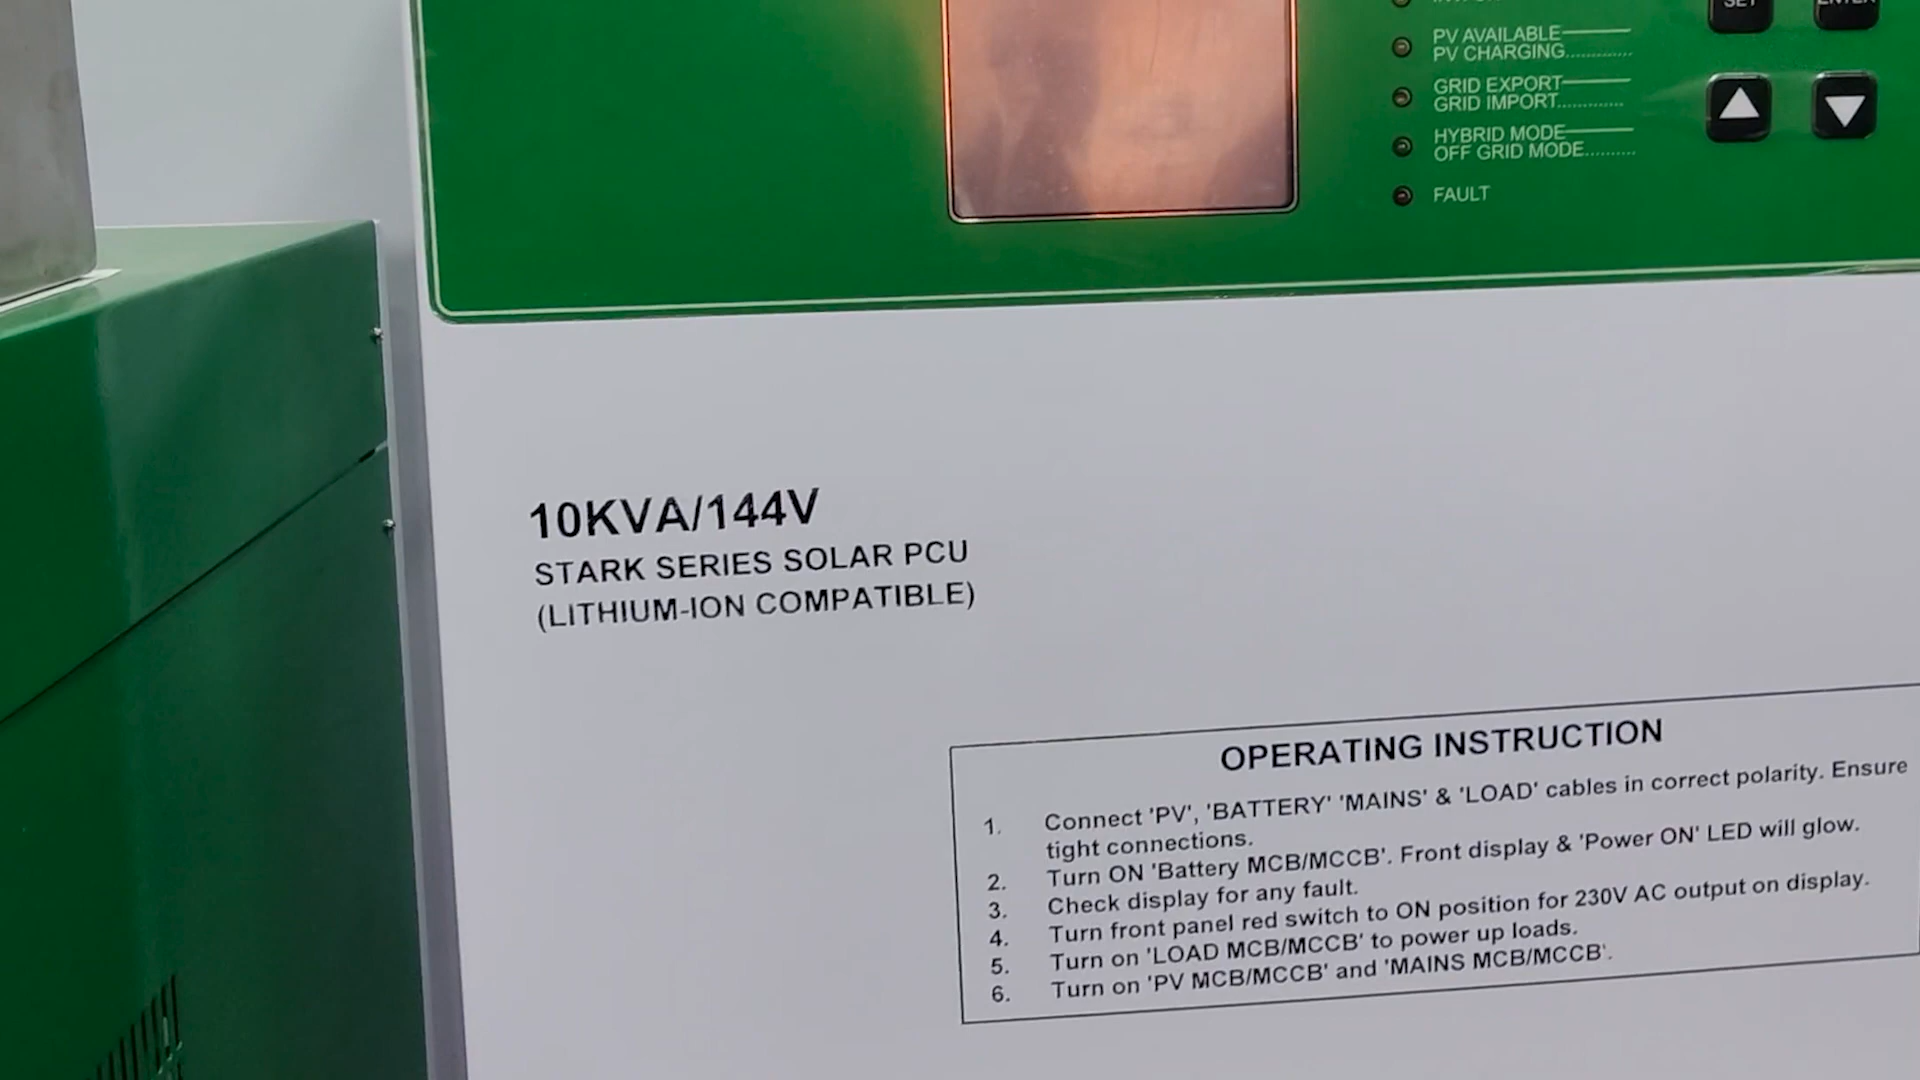 SET
ENTER
PV AVAILABLE
PV CHARGING
GRID EXPORT
GRID IMPORT
HYBRID MODE
OFF GRID MODE
FAULT
10KVA/144V
STARK SERIES SOLAR PCU
(LITHIUM-ION COMPATIBLE)
OPERATING INSTRUCTION
1. Connect 'PV', 'BATTERY' 'MAINS' & 'LOAD' cables in correct polarity. Ensure
tight connections.
2. Turn ON 'Battery MCB/MCCB'. Front display & 'Power ON' LED will glow.
3. Check display for any fault.
4. Turn front panel red switch to ON position for 230V AC output on display.
5. Turn on 'LOAD MCB/MCCB' to power up loads.
6. Turn on 'PV MCB/MCCB' and 'MAINS MCB/MCCB'.